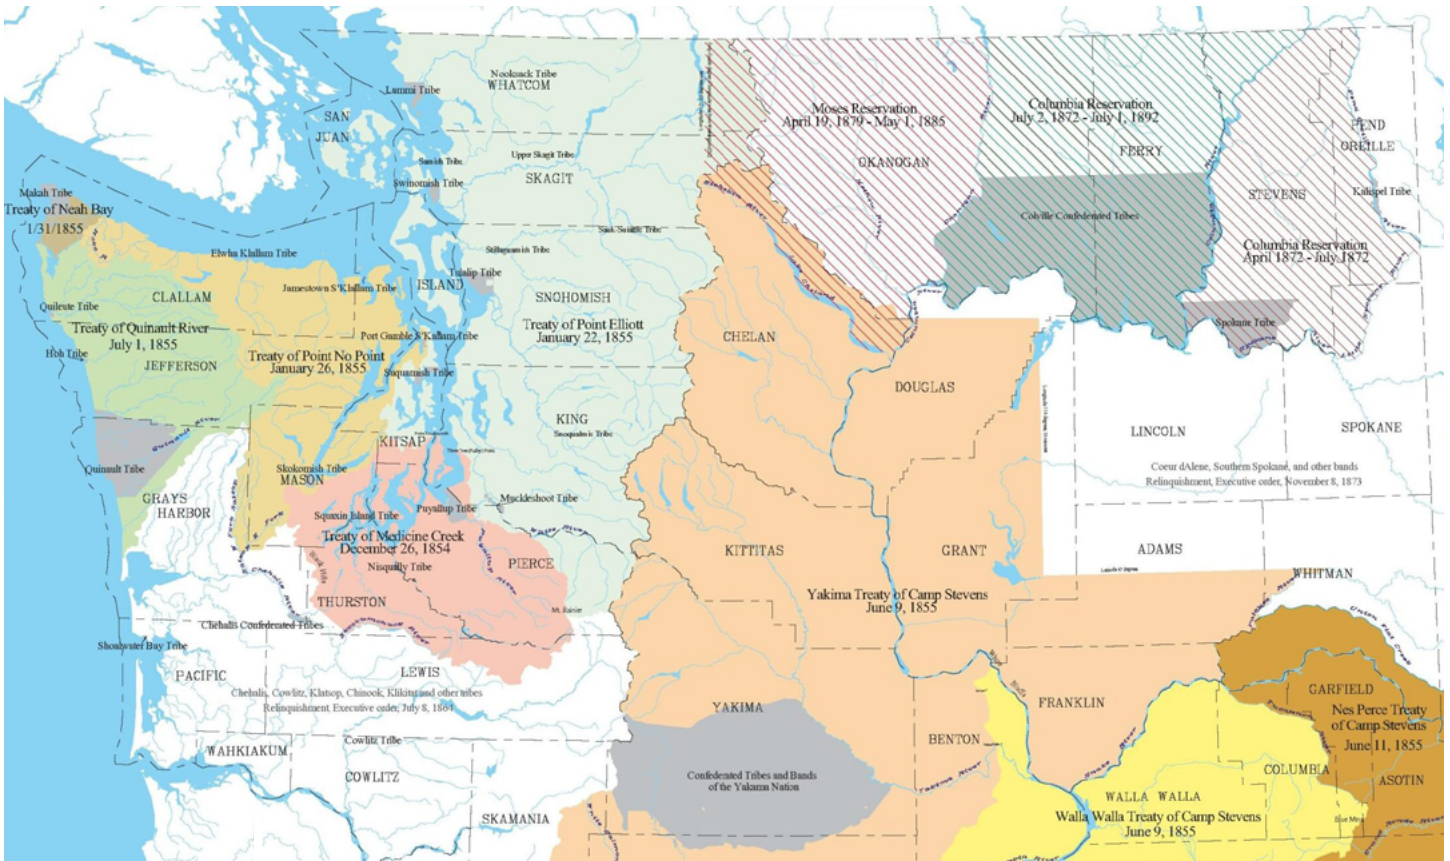 Nooksack Tribe
WHATCOM
Lummi Tribe
SAN
JUAN
Moses Reservation
April 19, 1879 - May 1, 1885
Columbia Reservation
July 2, 1872 - July 1, 1892
PEND
OREILLE
OKANOGAN
FERRY
Samish Tribe
Upper Skagit Tribe
SKAGIT
Swinomish Tribe
Makah Tribe
Treaty of Neah Bay
1/31/1855
STEVENS
Kalispel Tribe
Colville Confederated Tribes
Sauk-Suiattle Tribe
Stillaguamish Tribe
Elwha Klallam Tribe
Columbia Reservation
April 1872 - July 1872
Tulalip Tribe
ISLAND
Jamestown S'Klallam Tribe
CLALLAM
SNOHOMISH
Quileute Tribe
Treaty of Point Elliott
January 22, 1855
Treaty of Quinault River
July 1, 1855
Port Gamble S'Kallam Tribe
CHELAN
Spokane Tribe
Hoh Tribe
Treaty of Point No Point
January 26, 1855
JEFFERSON
Suquamish Tribe
DOUGLAS
KING
Snoqualmie Tribe
KITSAP
LINCOLN
SPOKANE
Quinault Tribe
Skokomish Tribe
MASON
Coeur dAlene, Southern Spokane, and other bands
Relinquishment, Executive order, November 8, 1873
GRAYS
HARBOR
Muckleshoot Tribe
Puyallup Tribe
Squaxin Island Tribe
White River
Treaty of Medicine Creek
December 26, 1854
KITTITAS
GRANT
ADAMS
PIERCE
Nisqually Tribe
WHITMAN
Yakima Treaty of Camp Stevens
June 9, 1855
THURSTON
Mt. Rainier
Chehalis Confederated Tribes
Shoalwater Bay Tribe
PACIFIC
LEWIS
Chehalis, Cowlitz, Klatsop, Chinook, Klikitat and other tribes
Relinquishment, Executive order, July 8, 1864
GARFIELD
Nes Perce Treaty
of Camp Stevens
June 11, 1855
FRANKLIN
YAKIMA
BENTON
WAHKIAKUM
Cowlitz Tribe
COWLITZ
Confederated Tribes and Bands
of the Yakama Nation
COLUMBIA
ASOTIN
WALLA WALLA
Walla Walla Treaty of Camp Stevens
June 9, 1855
SKAMANIA